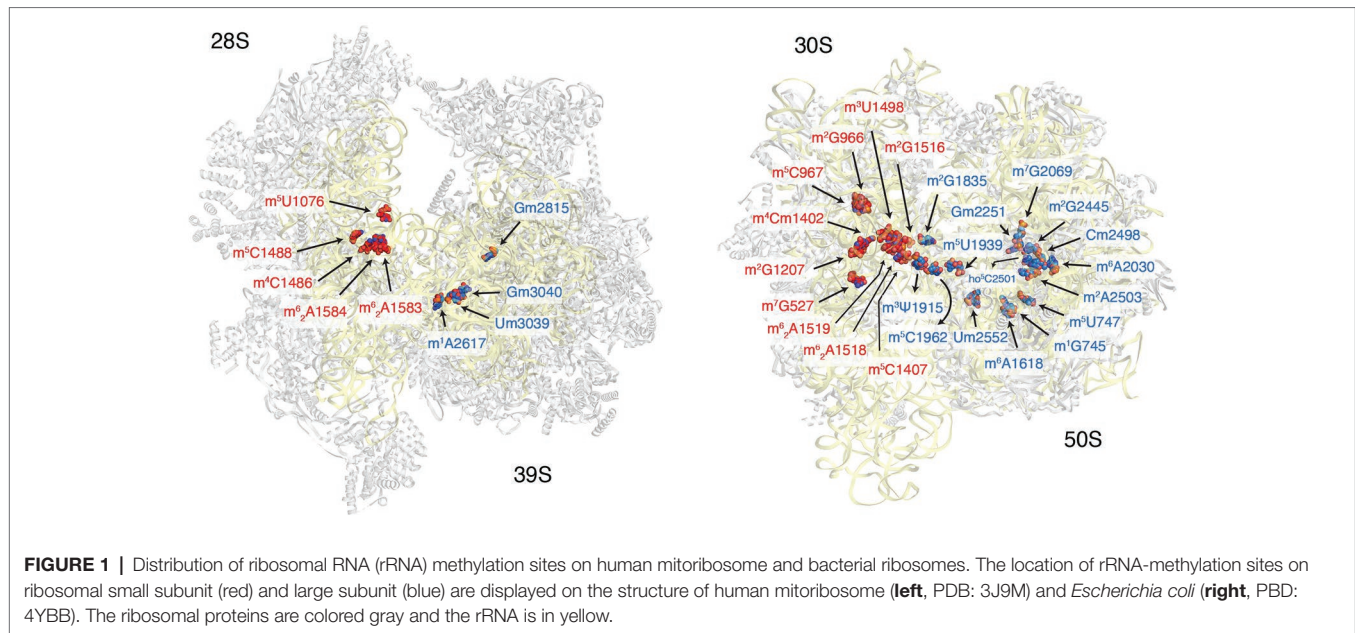 28S
m⁵U1076
m⁵C1488
m⁴C1486
m⁶₂A1584
m⁶₂A1583
Gm2815
Gm3040
Um3039
m¹A2617
39S
30S
m³U1498
m²G966
m²G1516
m⁵C967
m²G1835
m⁷G2069
m⁴Cm1402
Gm2251
m²G2445
m⁵U1939
Cm2498
m²G1207
ho⁵C2501
m⁶A2030
m⁷G527
m³Ψ1915
m²A2503
m⁶₂A1519
m⁵C1962
Um2552
m⁵U747
m⁶₂A1518
m⁶A1618
m¹G745
m⁵C1407
50S
FIGURE 1 | Distribution of ribosomal RNA (rRNA) methylation sites on human mitoribosome and bacterial ribosomes. The location of rRNA-methylation sites on
ribosomal small subunit (red) and large subunit (blue) are displayed on the structure of human mitoribosome (left, PDB: 3J9M) and Escherichia coli (right, PBD:
4YBB). The ribosomal proteins are colored gray and the rRNA is in yellow.